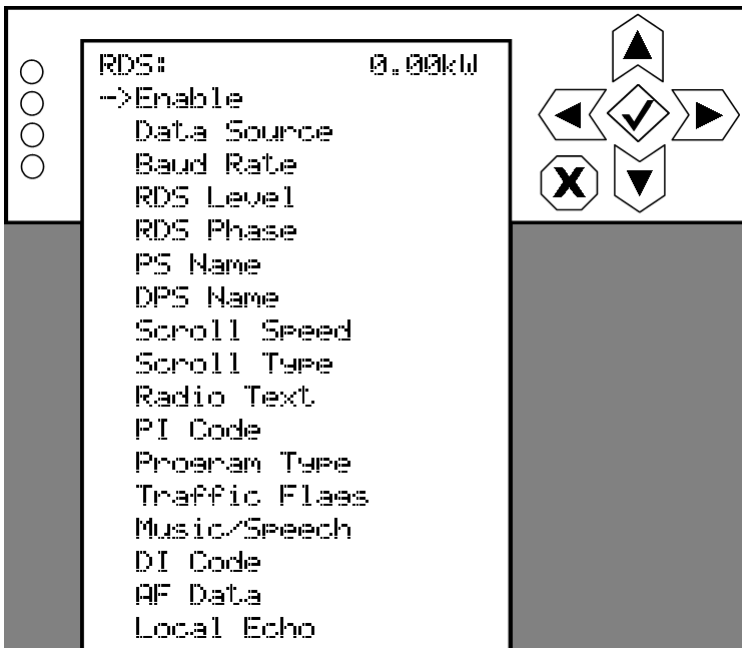 RDS: 0.00kW
->Enable
Data Source
Baud Rate
RDS Level
RDS Phase
PS Name
DPS Name
Scroll Speed
Scroll Type
Radio Text
PI Code
Program Type
Traffic Flags
Music/Speech
DI Code
AF Data
Local Echo